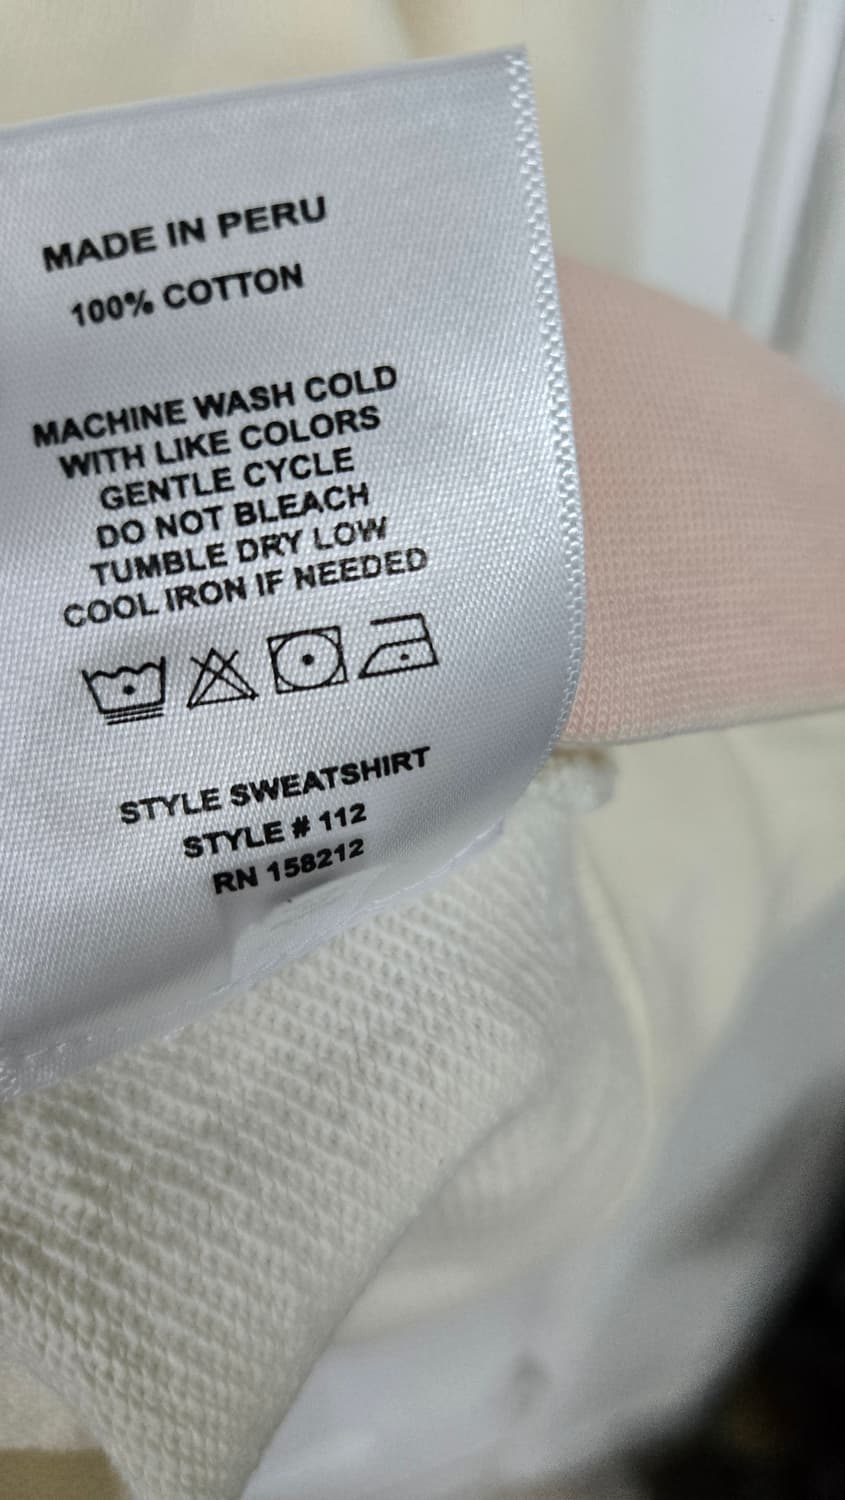 MADE IN PERU
100% COTTON
MACHINE WASH COLD
WITH LIKE COLORS
GENTLE CYCLE
DO NOT BLEACH
TUMBLE DRY LOW
COOL IRON IF NEEDED
STYLE SWEATSHIRT
STYLE # 112
RN 158212